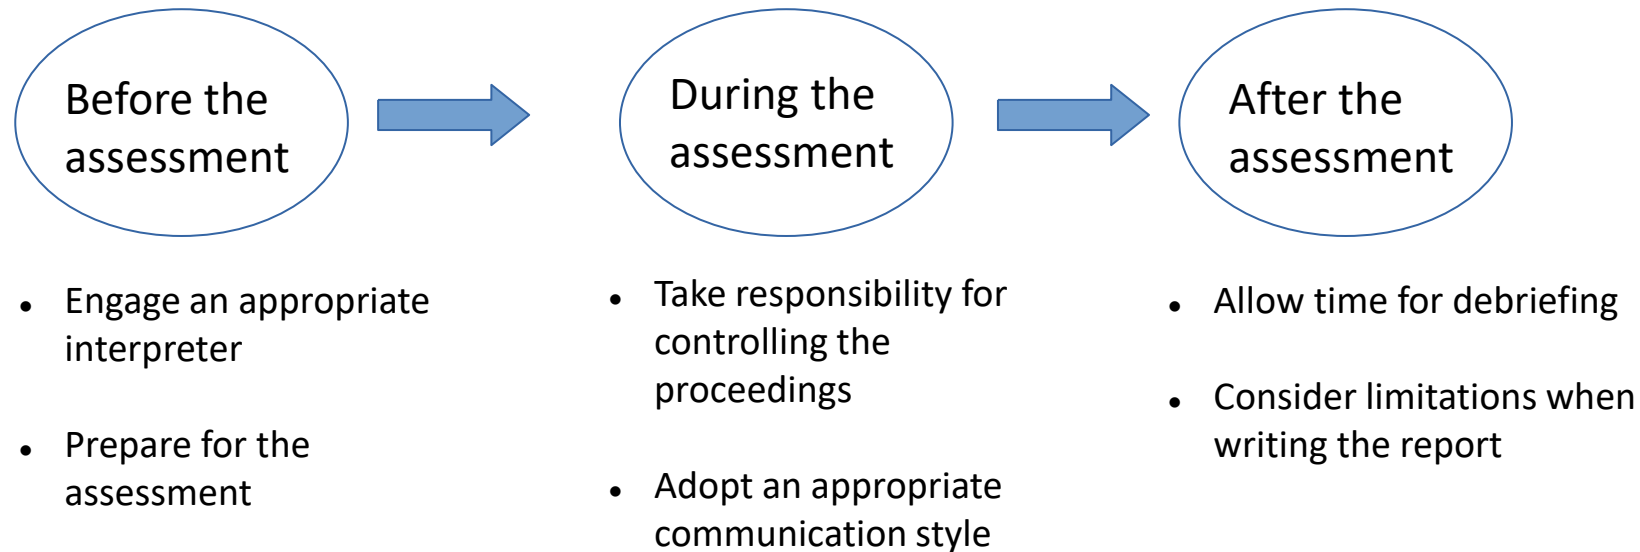 Before the
assessment
During the
assessment
After the
assessment
● Engage an appropriate
interpreter
● Prepare for the
assessment
● Take responsibility for
controlling the
proceedings
● Adopt an appropriate
communication style
● Allow time for debriefing
● Consider limitations when
writing the report